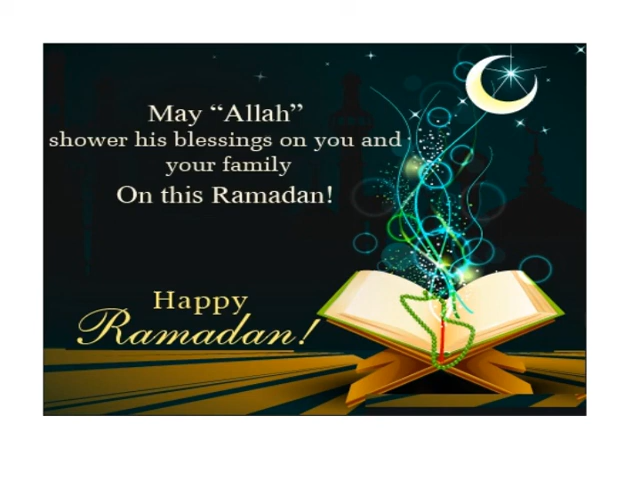 May “Allah”
shower his blessings on you and
your family
On this Ramadan!
Happy
Ramadan!